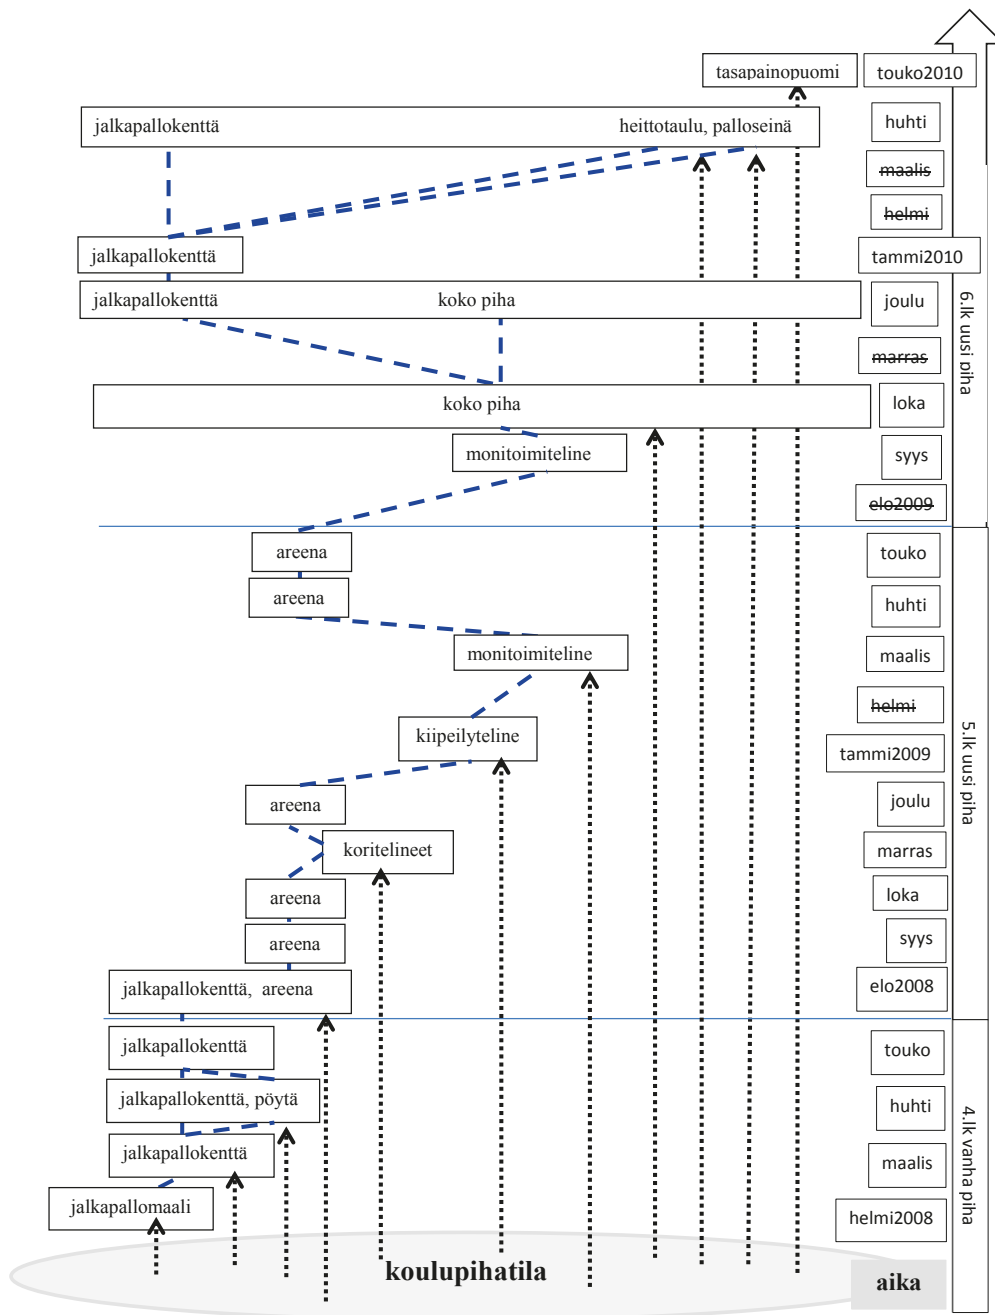 tasapainopuomi touko2010
jalkapallokenttä heittotaulu, palloseinä huhti
maalis
helmi
jalkapallokenttä tammi2010
jalkapallokenttä koko piha joulu
marras
koko piha loka
monitoimiteline syys
elo2009
6.lk uusi piha
areena touko
areena huhti
monitoimiteline maalis
helmi
kiipeilyteline tammi2009
areena joulu
koritelineet marras
areena loka
areena syys
jalkapallokenttä, areena elo2008
5.lk uusi piha
jalkapallokenttä touko
jalkapallokenttä, pöytä huhti
jalkapallokenttä maalis
jalkapallomaali helmi2008
4.lk vanha piha
koulupihatila aika